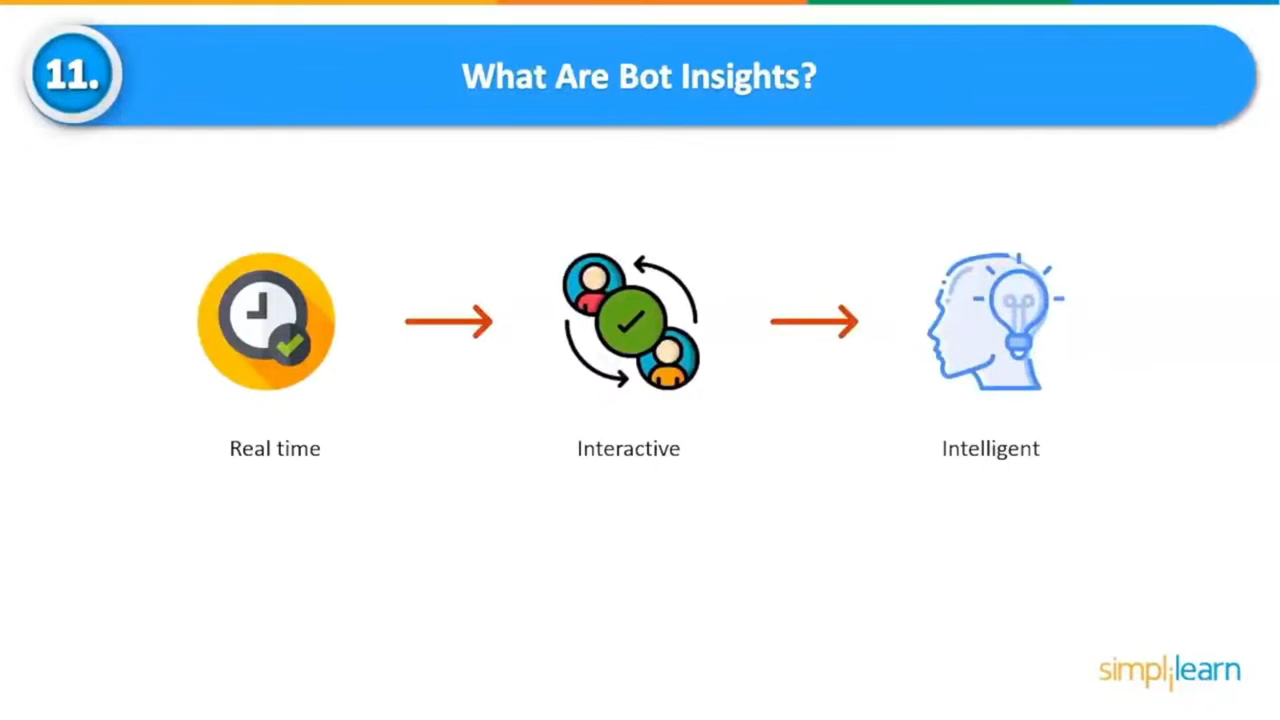 11.
What Are Bot Insights?
Real time
Interactive
Intelligent
simplilearn